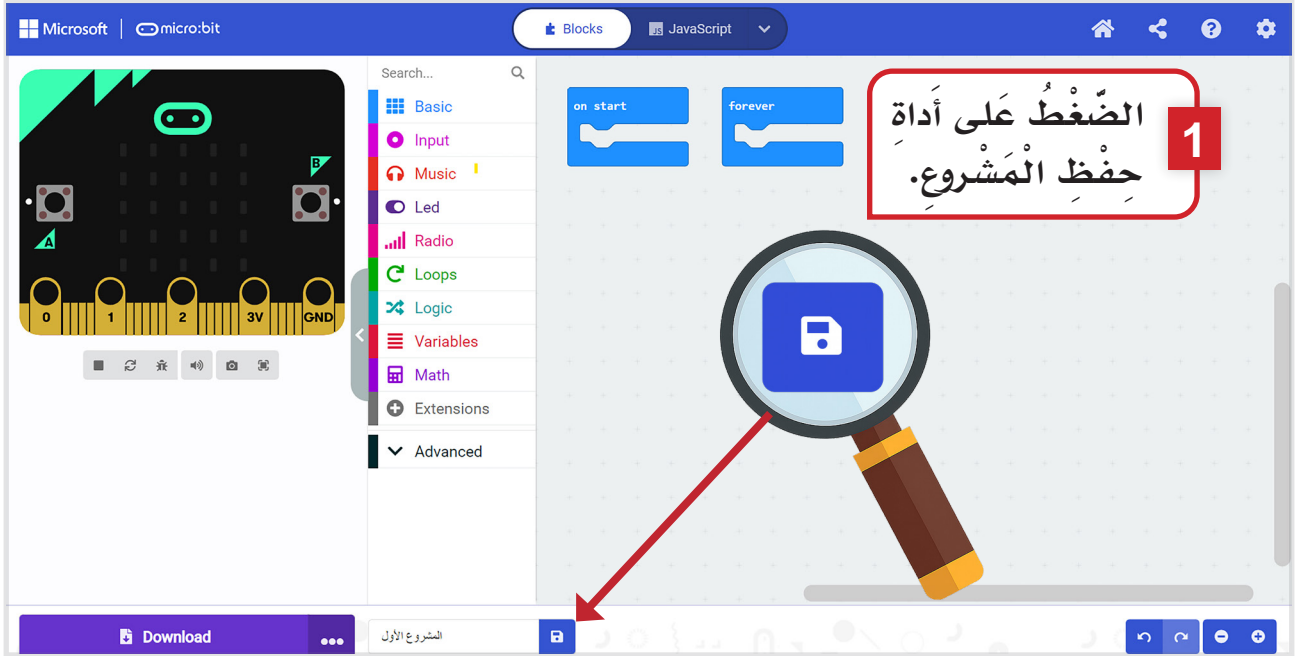 Microsoft micro:bit
Blocks JS JavaScript
Search...
Basic
Input
Music
Led
Radio
Loops
Logic
Variables
Math
Extensions
Advanced
on start
forever
1
الضَّغْطُ عَلى أَداةِ
حِفْظِ الْمَشْروعِ.
B
A
0 1 2 3V GND
Download
المشروع الأول